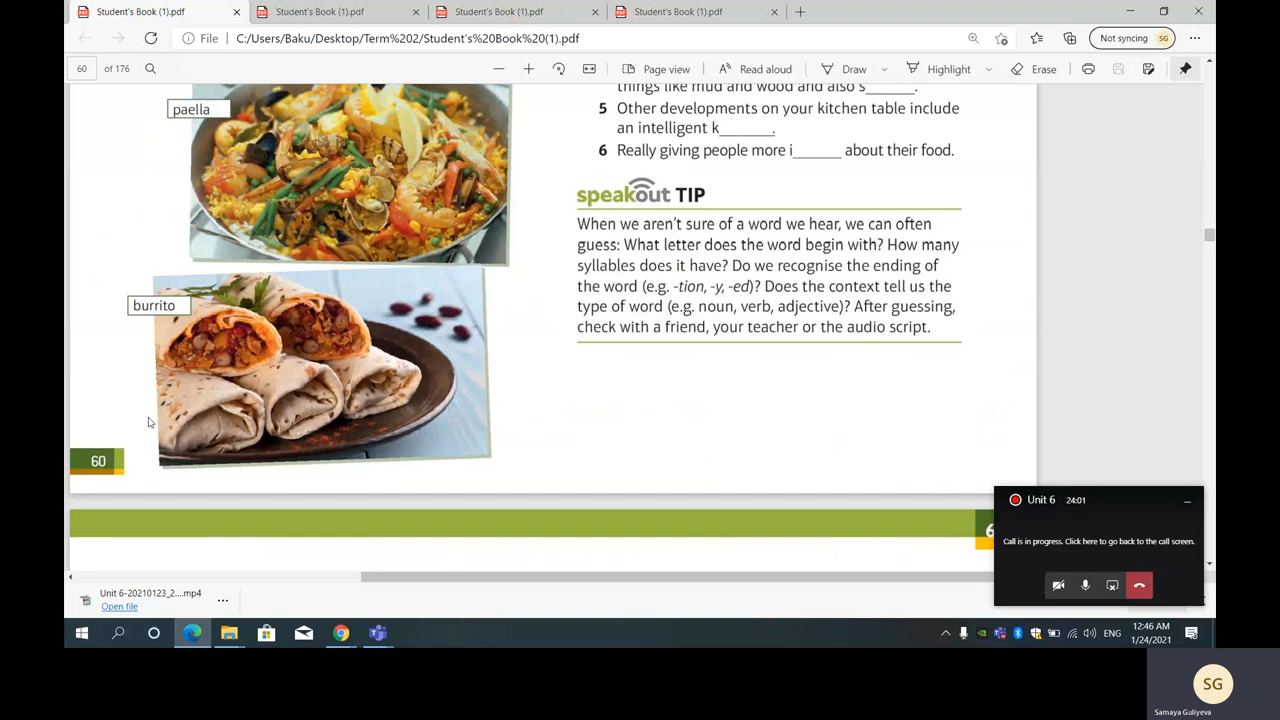 Student's Book (1).pdf
Student's Book (1).pdf
Student's Book (1).pdf
Student's Book (1).pdf
File
C:/Users/Baku/Desktop/Term%202/Student's%20Book%20(1).pdf
Not syncing
SG
60
of 176
Page view
Read aloud
Draw
Highlight
Erase
paella
burrito
60
things like mud and wood and also s______.
5 Other developments on your kitchen table include
an intelligent k_______.
6 Really giving people more i______ about their food.
speakout TIP
When we aren't sure of a word we hear, we can often
guess: What letter does the word begin with? How many
syllables does it have? Do we recognise the ending of
the word (e.g. -tion, -y, -ed)? Does the context tell us the
type of word (e.g. noun, verb, adjective)? After guessing,
check with a friend, your teacher or the audio script.
Unit 6 24:01
Call is in progress. Click here to go back to the call screen.
Unit 6-20210123_2....mp4
Open file
ENG
12:46 AM
1/24/2021
SG
Samaya Guliyeva